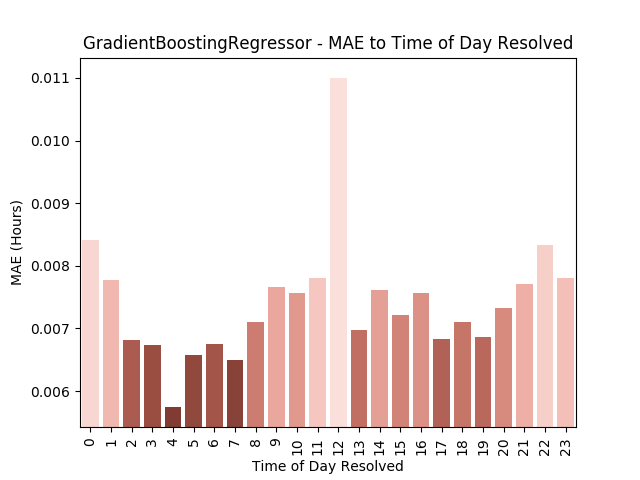 GradientBoostingRegressor - MAE to Time of Day Resolved
0.011
0.010
0.009
0.008
0.007
0.006
MAE (Hours)
0 1 2 3 4 5 6 7 8 9 10 11 12 13 14 15 16 17 18 19 20 21 22 23
Time of Day Resolved